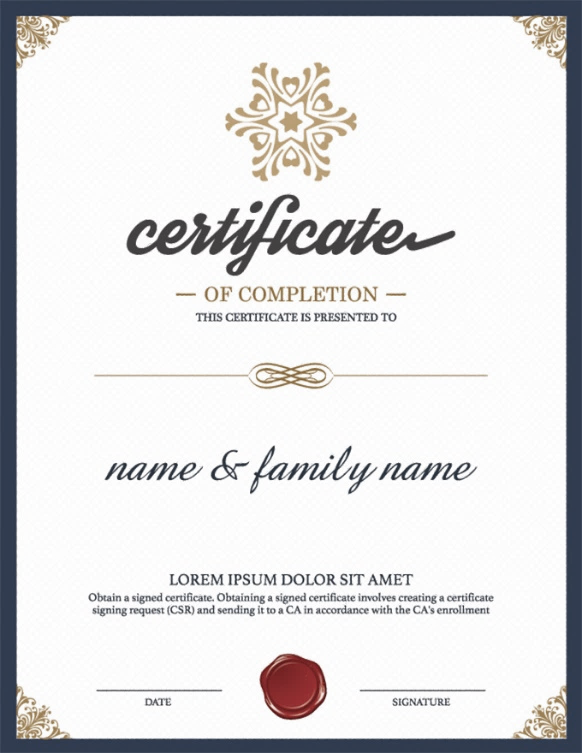 certificate
— OF COMPLETION —
THIS CERTIFICATE IS PRESENTED TO
name & family name
LOREM IPSUM DOLOR SIT AMET
Obtain a signed certificate. Obtaining a signed certificate involves creating a certificate
signing request (CSR) and sending it to a CA in accordance with the CA's enrollment
DATE
SIGNATURE